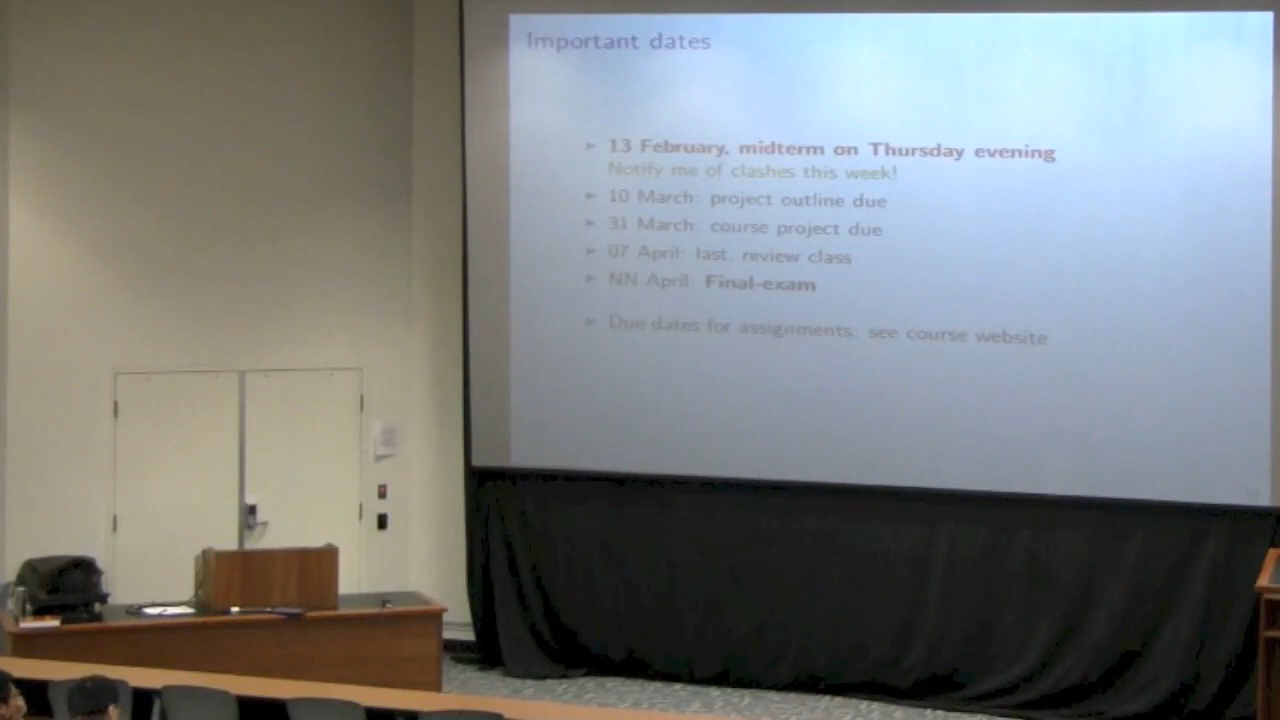 Important dates
13 February, midterm on Thursday evening
Notify me of clashes this week!
10 March: project outline due
31 March: course project due
07 April: last, review class
NN April: Final exam
Due dates for assignments: see course website